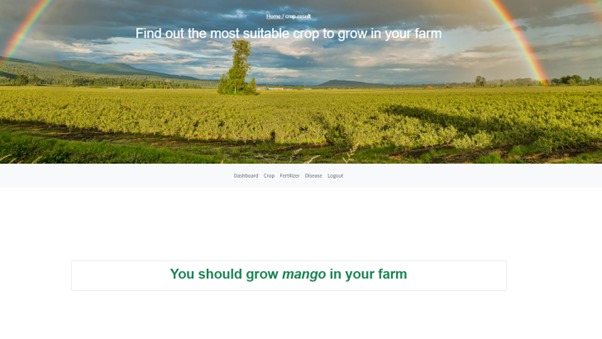 Home / crop result
Find out the most suitable crop to grow in your farm
Dashboard Crop Fertilizer Disease Logout
You should grow mango in your farm